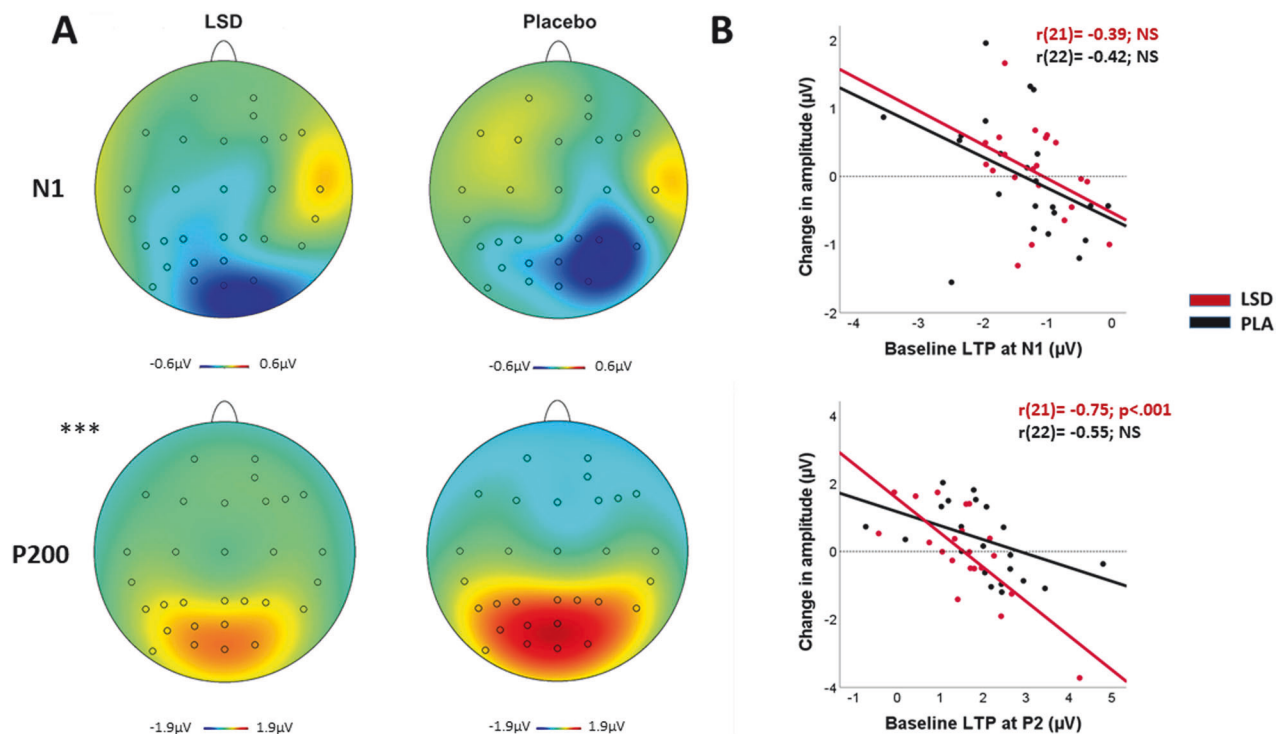 A
LSD
Placebo
N1
-0.6µV 0.6µV
-0.6µV 0.6µV
***
P200
-1.9µV 1.9µV
-1.9µV 1.9µV
B
r(21)= -0.39; NS
r(22)= -0.42; NS
Change in amplitude (µV)
2
1
0
-1
-2
-4 -3 -2 -1 0
Baseline LTP at N1 (µV)
LSD
PLA
r(21)= -0.75; p<.001
r(22)= -0.55; NS
Change in amplitude (µV)
4
2
0
-2
-4
-1 0 1 2 3 4 5
Baseline LTP at P2 (µV)